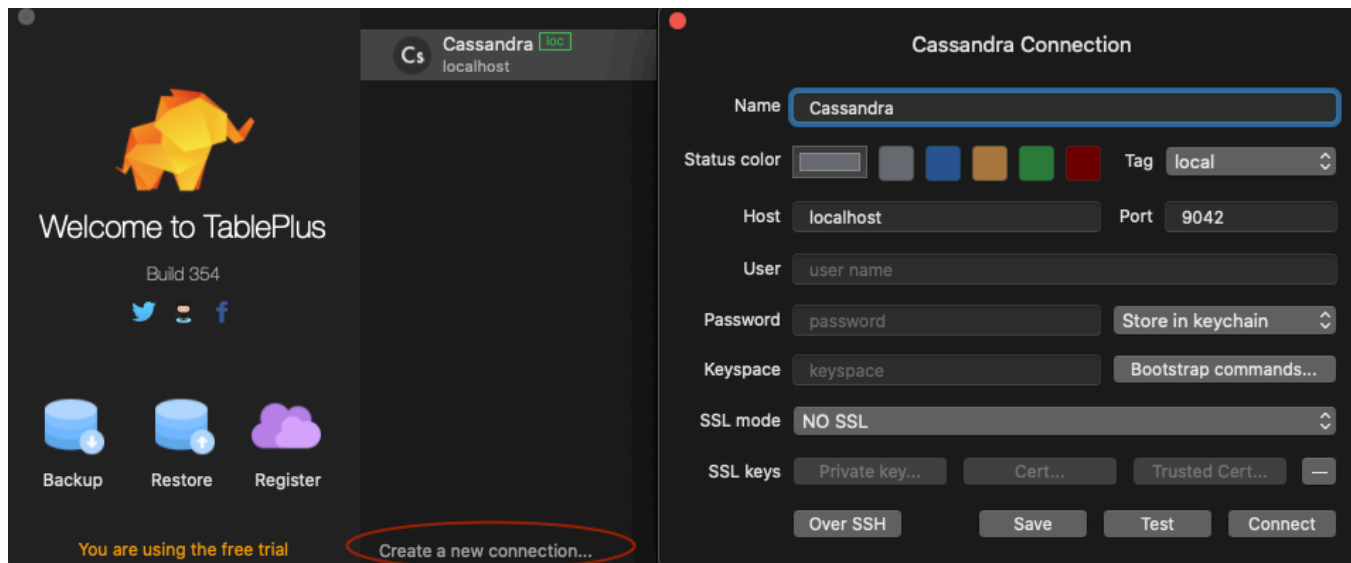 Cs
Cassandra loc
localhost
Welcome to TablePlus
Build 354
Backup Restore Register
You are using the free trial
Create a new connection...
Cassandra Connection
Name Cassandra
Status color Tag local
Host localhost Port 9042
User user name
Password password Store in keychain
Keyspace keyspace Bootstrap commands...
SSL mode NO SSL
SSL keys Private key... Cert... Trusted Cert... —
Over SSH Save Test Connect